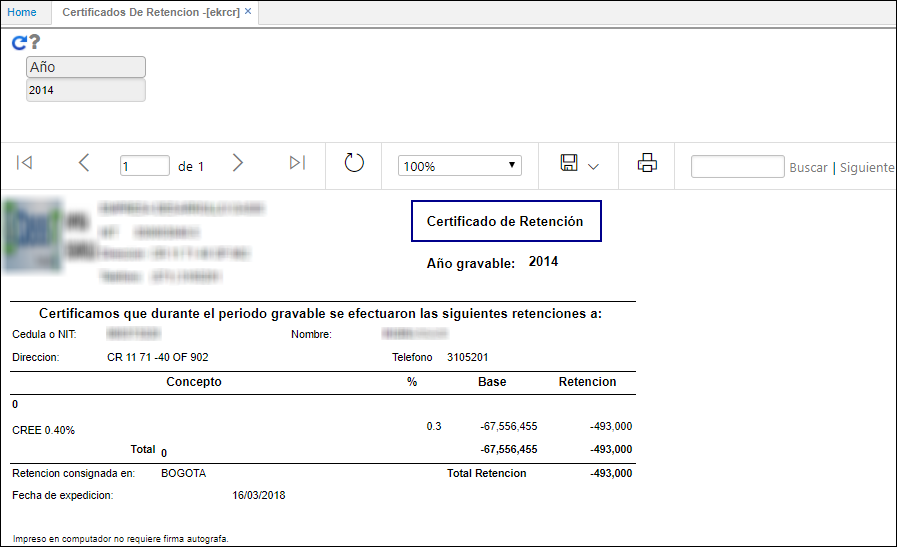 Home Certificados De Retencion -[ekrcr] ×
?
Año
2014
1 de 1 100% Buscar | Siguiente
Certificado de Retención
Año gravable: 2014
Certificamos que durante el periodo gravable se efectuaron las siguientes retenciones a:
Cedula o NIT: Nombre:
Direccion: CR 11 71 -40 OF 902 Telefono 3105201
Concepto % Base Retencion
0
CREE 0.40% 0.3 -67,556,455 -493,000
Total 0 -67,556,455 -493,000
Retencion consignada en: BOGOTA Total Retencion -493,000
Fecha de expedicion: 16/03/2018
Impreso en computador no requiere firma autografa.